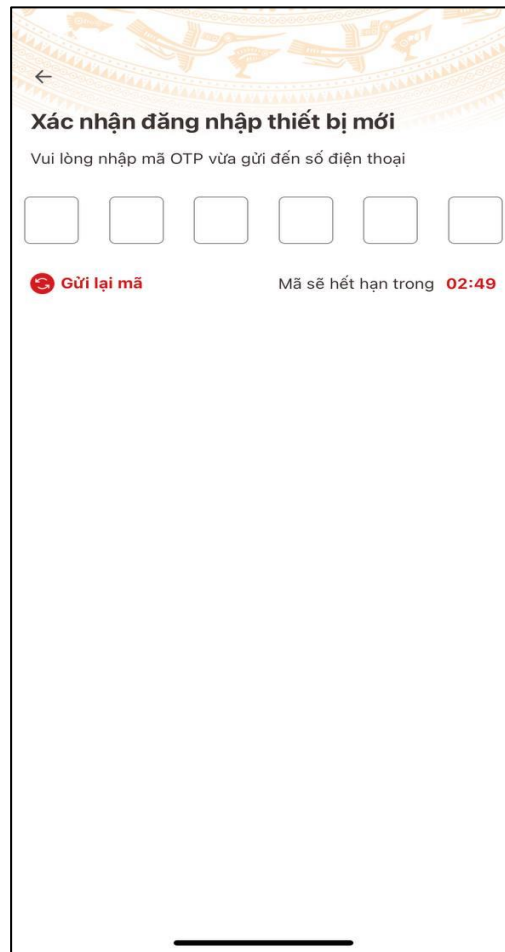 Xác nhận đăng nhập thiết bị mới
Vui lòng nhập mã OTP vừa gửi đến số điện thoại
Gửi lại mã
Mã sẽ hết hạn trong 02:49